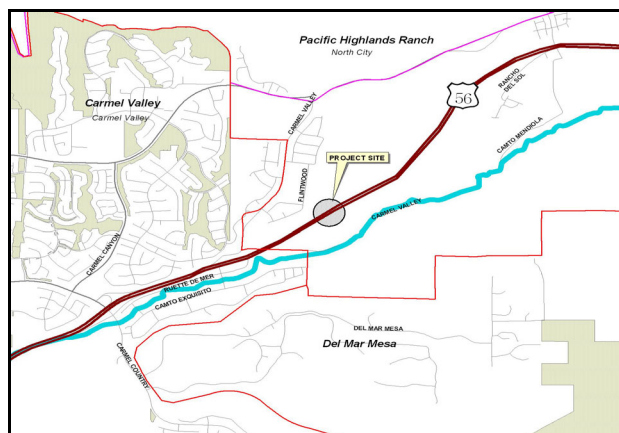 Pacific Highlands Ranch
North City
Carmel Valley
Carmel Valley
CARMEL VALLEY
56
RANCHO
DEL SOL
PROJECT SITE
CAMTO MENDIOLA
FLINTWOOD
CARMEL VALLEY
CARMEL CANYON
RUETTE DE MER
CAMTO EXQUISITO
DEL MAR MESA
Del Mar Mesa
CARMEL COUNTRY